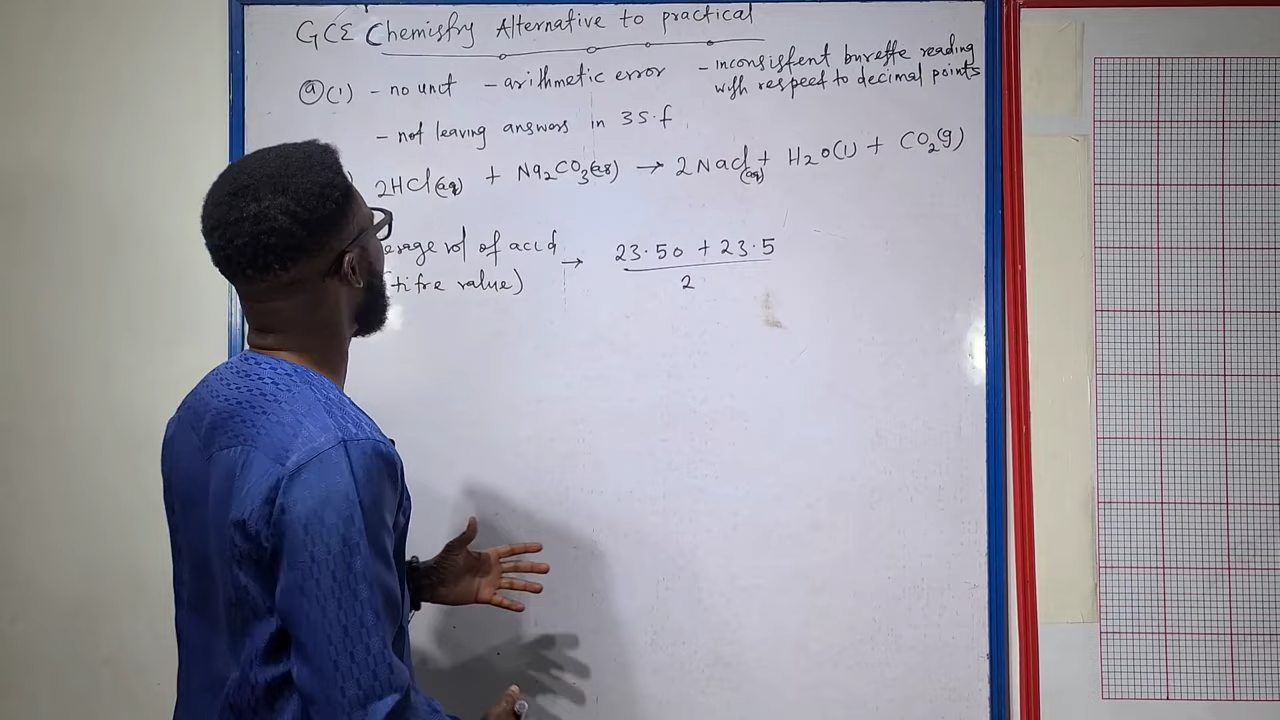 GCE Chemistry Alternative to practical
ⓐ(i) - no unit - arithmetic error - inconsistent burette reading
with respect to decimal points
- not leaving answers in 3S.f
2HCl(aq) + Na₂CO₃(aq) → 2NaCl(aq) + H₂O(l) + CO₂(g)
erage vol of acid → 23.50 + 23.5
(titre value) 2